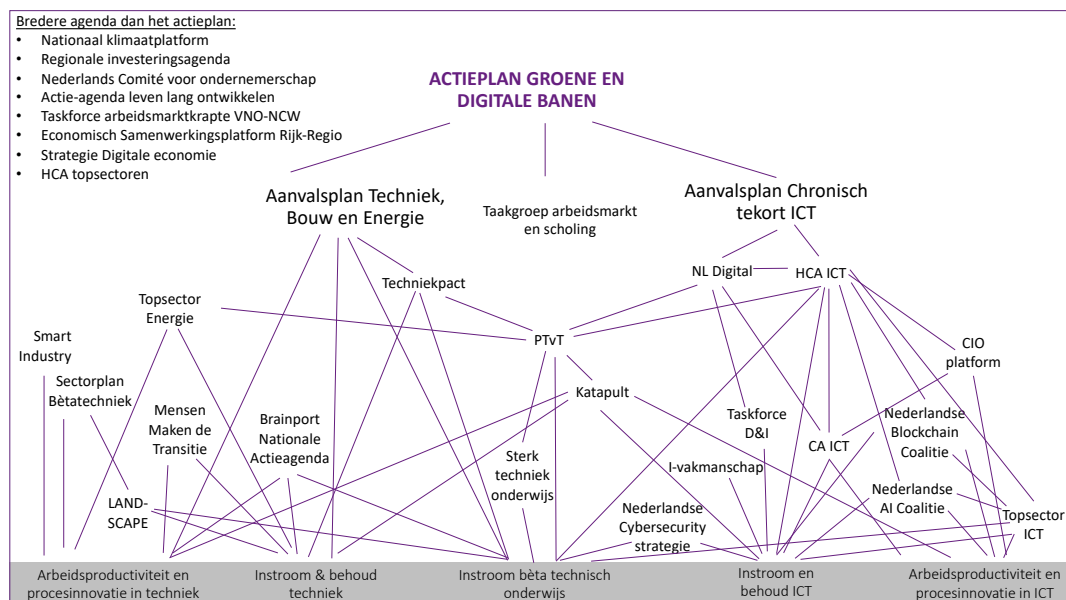 Bredere agenda dan het actieplan:
• Nationaal klimaatplatform
• Regionale investeringsagenda
• Nederlands Comité voor ondernemerschap
• Actie-agenda leven lang ontwikkelen
• Taskforce arbeidsmarktkrapte VNO-NCW
• Economisch Samenwerkingsplatform Rijk-Regio
• Strategie Digitale economie
• HCA topsectoren
ACTIEPLAN GROENE EN
DIGITALE BANEN
Aanvalsplan Techniek,
Bouw en Energie
Taakgroep arbeidsmarkt
en scholing
Aanvalsplan Chronisch
tekort ICT
Techniekpact
NL Digital
HCA ICT
Topsector
Energie
Smart
Industry
PTvT
CIO
platform
Sectorplan
Bètatechniek
Katapult
Mensen
Maken de
Transitie
Brainport
Nationale
Actieagenda
Taskforce
D&I
CA ICT
Nederlandse
Blockchain
Coalitie
Sterk
techniek
onderwijs
I-vakmanschap
LAND-
SCAPE
Nederlandse
Cybersecurity
strategie
Nederlandse
AI Coalitie
Topsector
ICT
Arbeidsproductiviteit en
procesinnovatie in techniek
Instroom & behoud
techniek
Instroom bèta technisch
onderwijs
Instroom en
behoud ICT
Arbeidsproductiviteit en
procesinnovatie in ICT